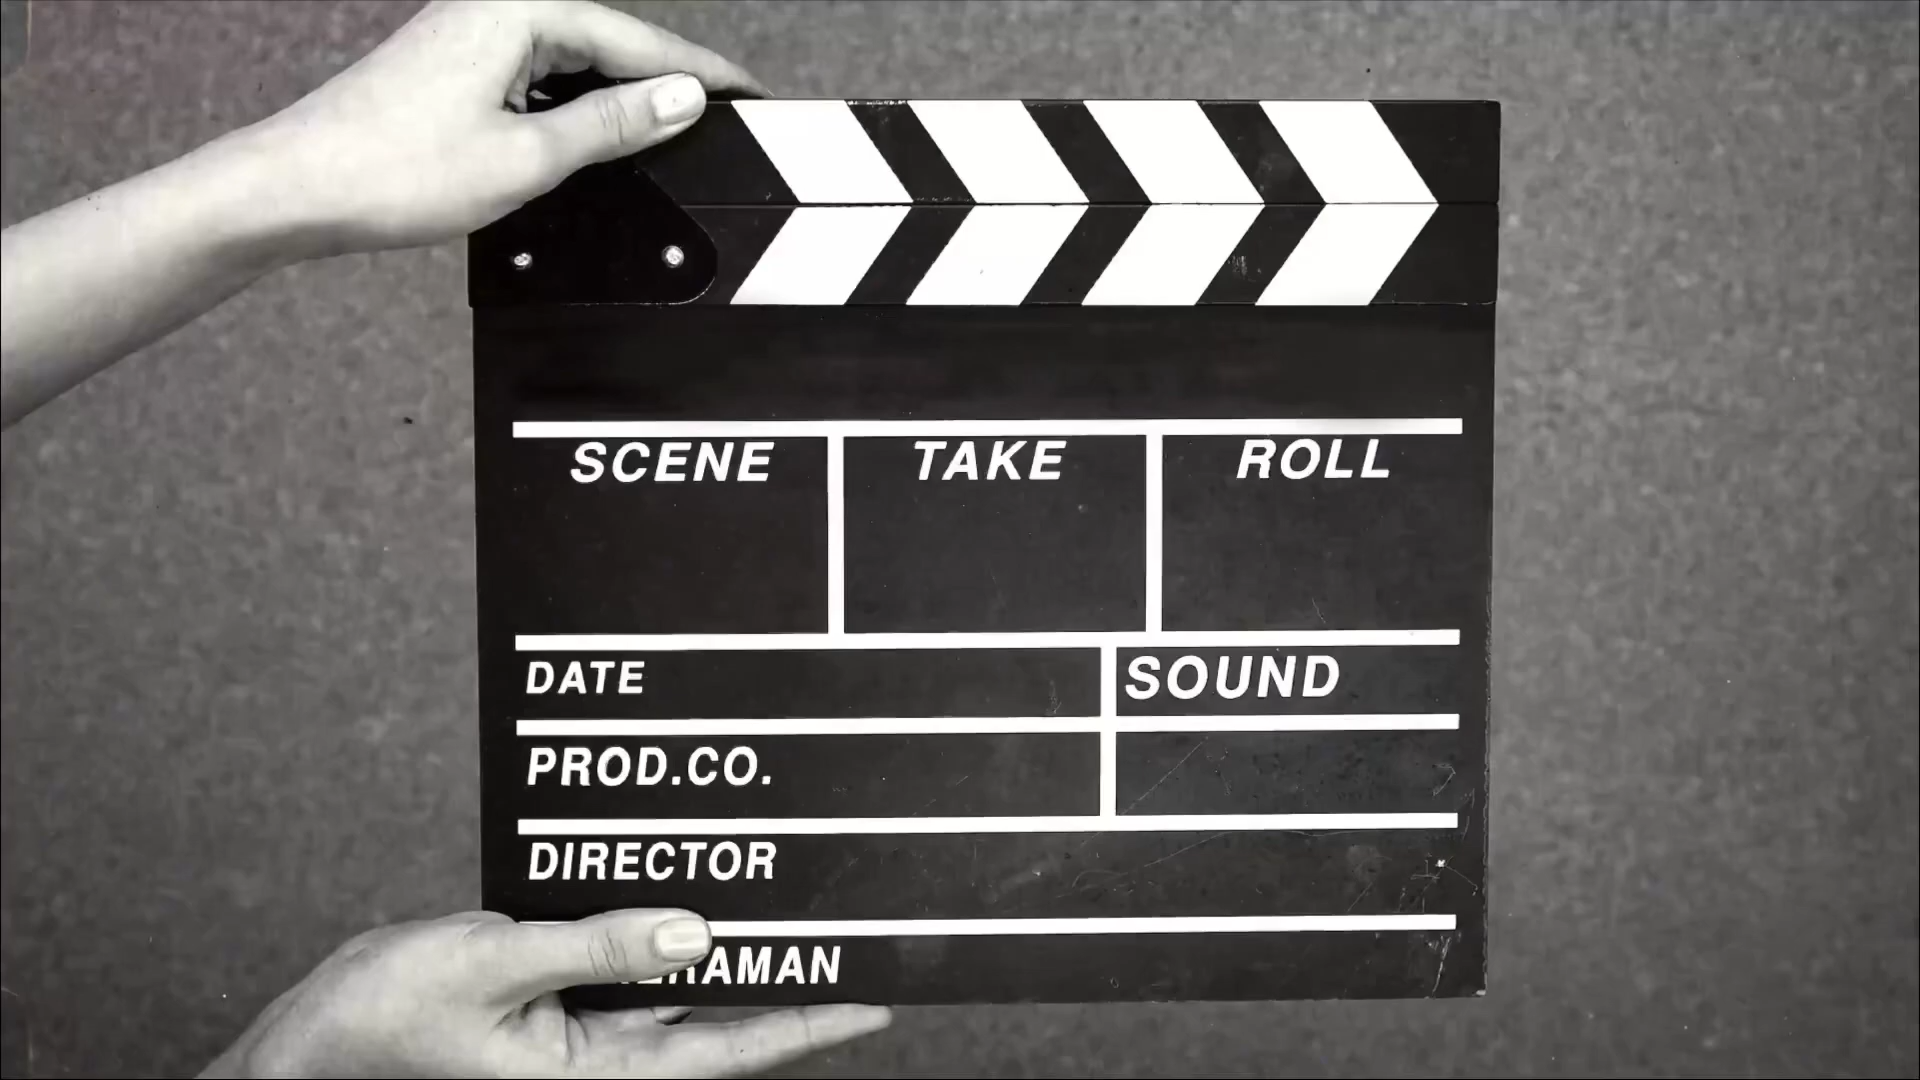 SCENE TAKE ROLL
DATE SOUND
PROD.CO.
DIRECTOR